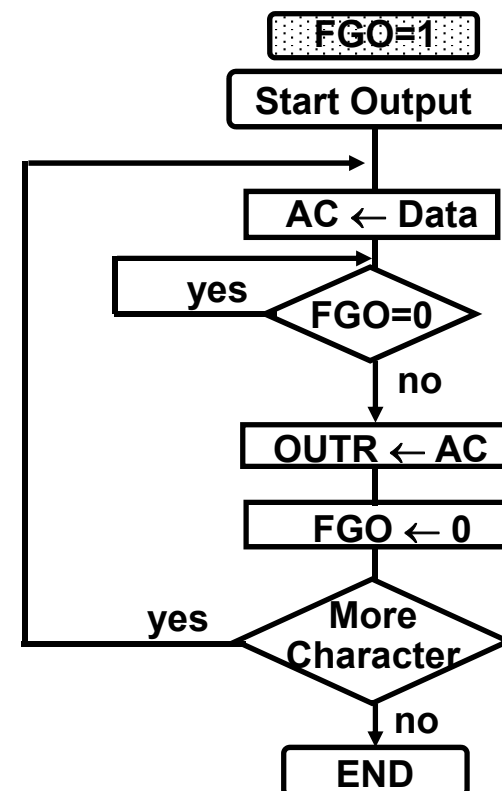 FGO=1
Start Output
AC ← Data
yes
FGO=0
no
OUTR ← AC
FGO ← 0
yes
More
Character
no
END